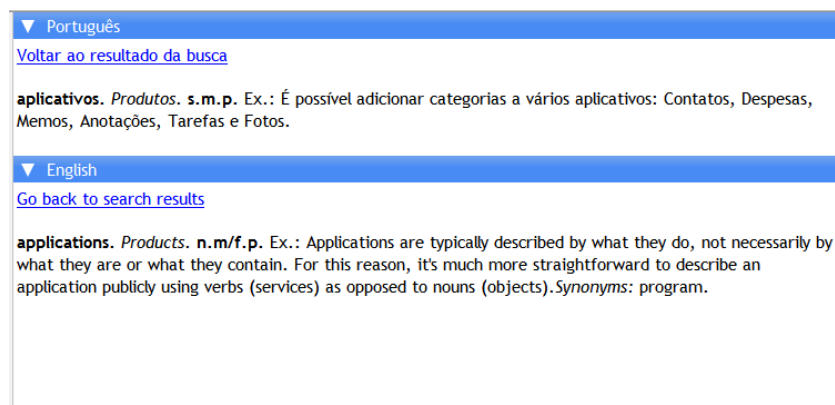 ▼ Português
Voltar ao resultado da busca
aplicativos. Produtos. s.m.p. Ex.: É possível adicionar categorias a vários aplicativos: Contatos, Despesas,
Memos, Anotações, Tarefas e Fotos.
▼ English
Go back to search results
applications. Products. n.m/f.p. Ex.: Applications are typically described by what they do, not necessarily by
what they are or what they contain. For this reason, it's much more straightforward to describe an
application publicly using verbs (services) as opposed to nouns (objects).Synonyms: program.